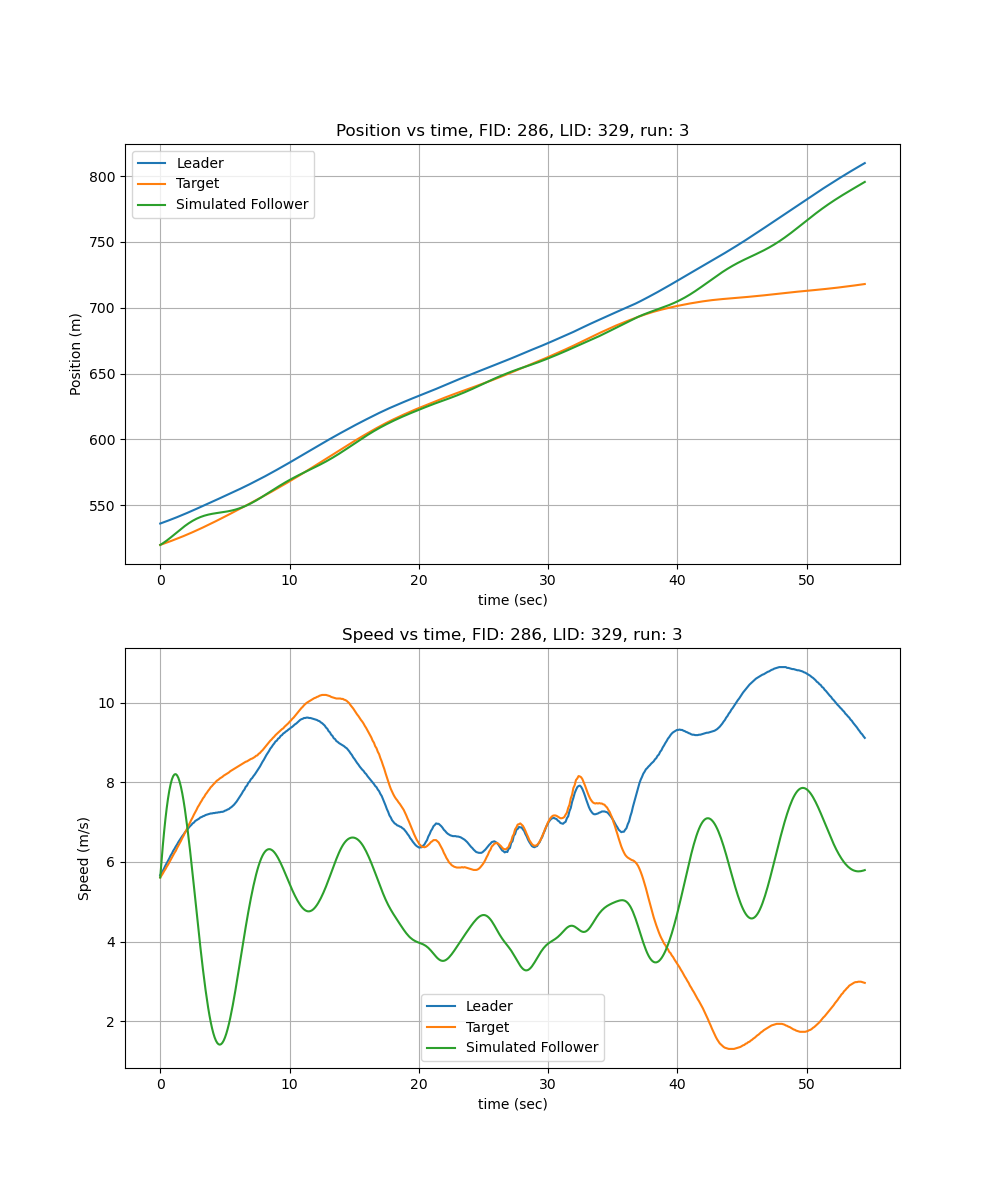 Position vs time, FID: 286, LID: 329, run: 3
Leader
Target
Simulated Follower
800
750
700
650
600
550
Position (m)
0 10 20 30 40 50
time (sec)
Speed vs time, FID: 286, LID: 329, run: 3
10
8
6
4
2
Speed (m/s)
Leader
Target
Simulated Follower
0 10 20 30 40 50
time (sec)